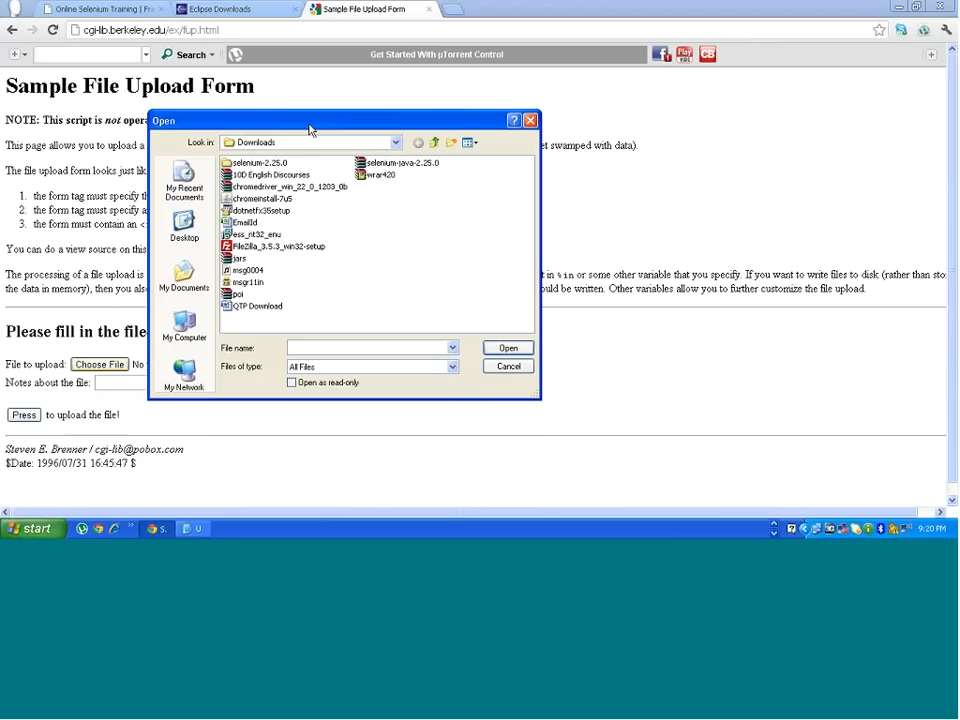 Online Selenium Training | Fre
Eclipse Downloads
Sample File Upload Form
cgi-lib.berkeley.edu/ex/fup.html
Search
Get Started With µTorrent Control
Sample File Upload Form
NOTE: This script is not opera
This page allows you to upload a
et swamped with data).
The file upload form looks just lik
1. the form tag must specify th
2. the form tag must specify an
3. the form must contain an <i
You can do a view source on this
The processing of a file upload is
t in %in or some other variable that you specify. If you want to write files to disk (rather than sto
the data in memory), then you also
ould be written. Other variables allow you to further customize the file upload.
Please fill in the file
File to upload: Choose File No
Notes about the file:
Press to upload the file!
Steven E. Brenner / cgi-lib@pobox.com
$Date: 1996/07/31 16:45:47 $
Open
Look in:
Downloads
My Recent
Documents
Desktop
My Documents
My Computer
My Network
selenium-2.25.0
10D English Discourses
chromedriver_win_22_0_1203_0b
chromeinstall-7u5
dotnetfx35setup
EmailId
ess_nt32_enu
FileZilla_3.5.3_win32-setup
jars
msg0004
msgr11in
poi
QTP Download
selenium-java-2.25.0
wrar420
File name:
Open
Files of type:
All Files
Cancel
Open as read-only
start
S.
U
9:20 PM